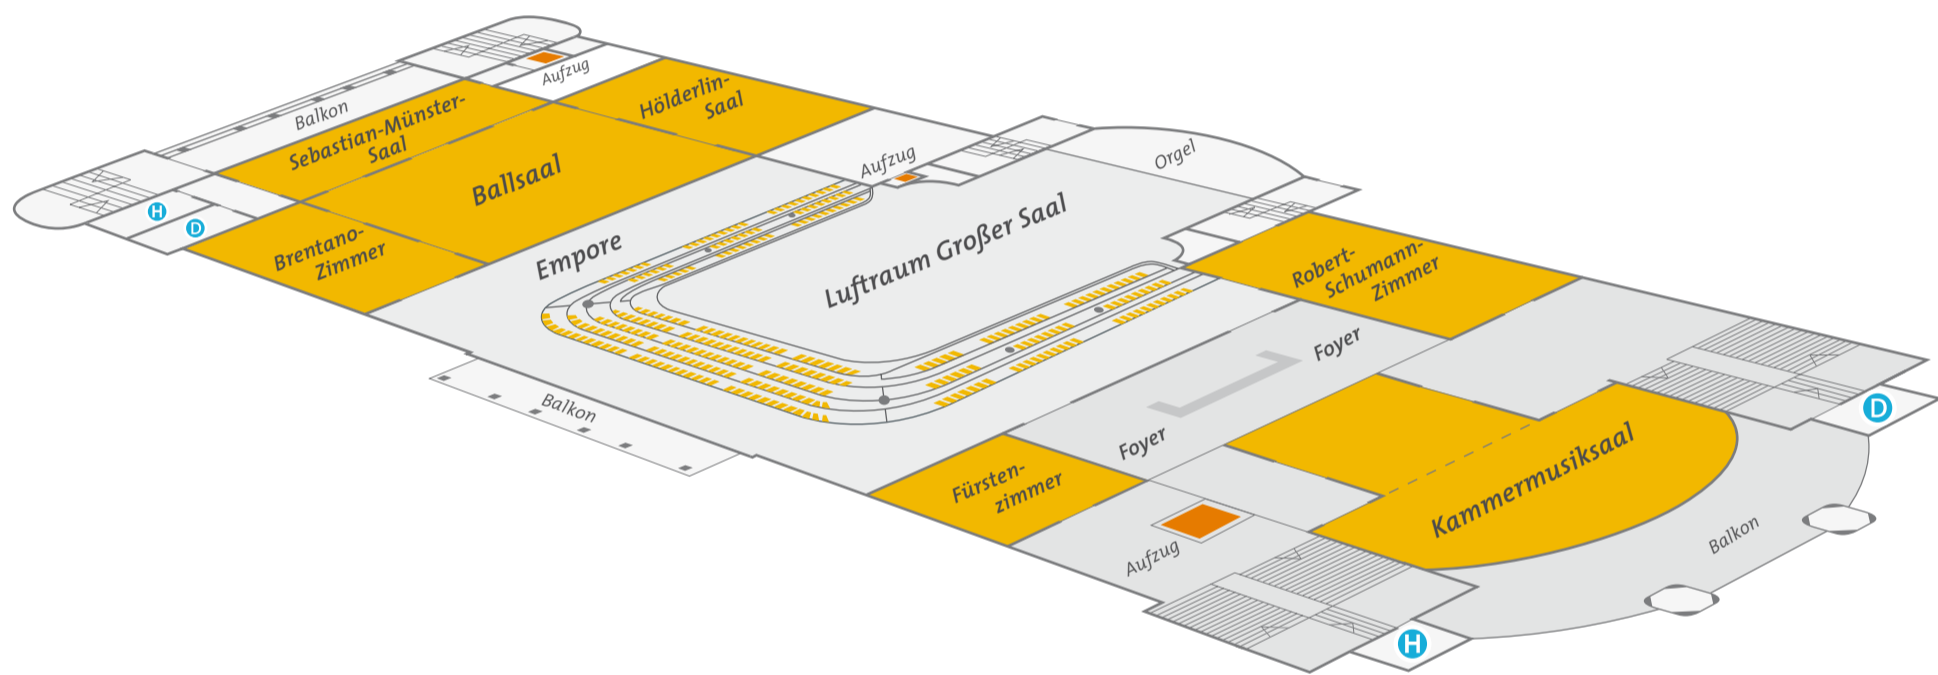 Aufzug
Balkon
Sebastian-Münster-
Saal
Hölderlin-
Saal
Ballsaal
H
D
Brentano-
Zimmer
Aufzug
Orgel
Empore
Luftraum Großer Saal
Robert-
Schumann-
Zimmer
Balkon
Foyer
Foyer
Fürsten-
zimmer
Kammermusiksaal
D
Aufzug
Balkon
H